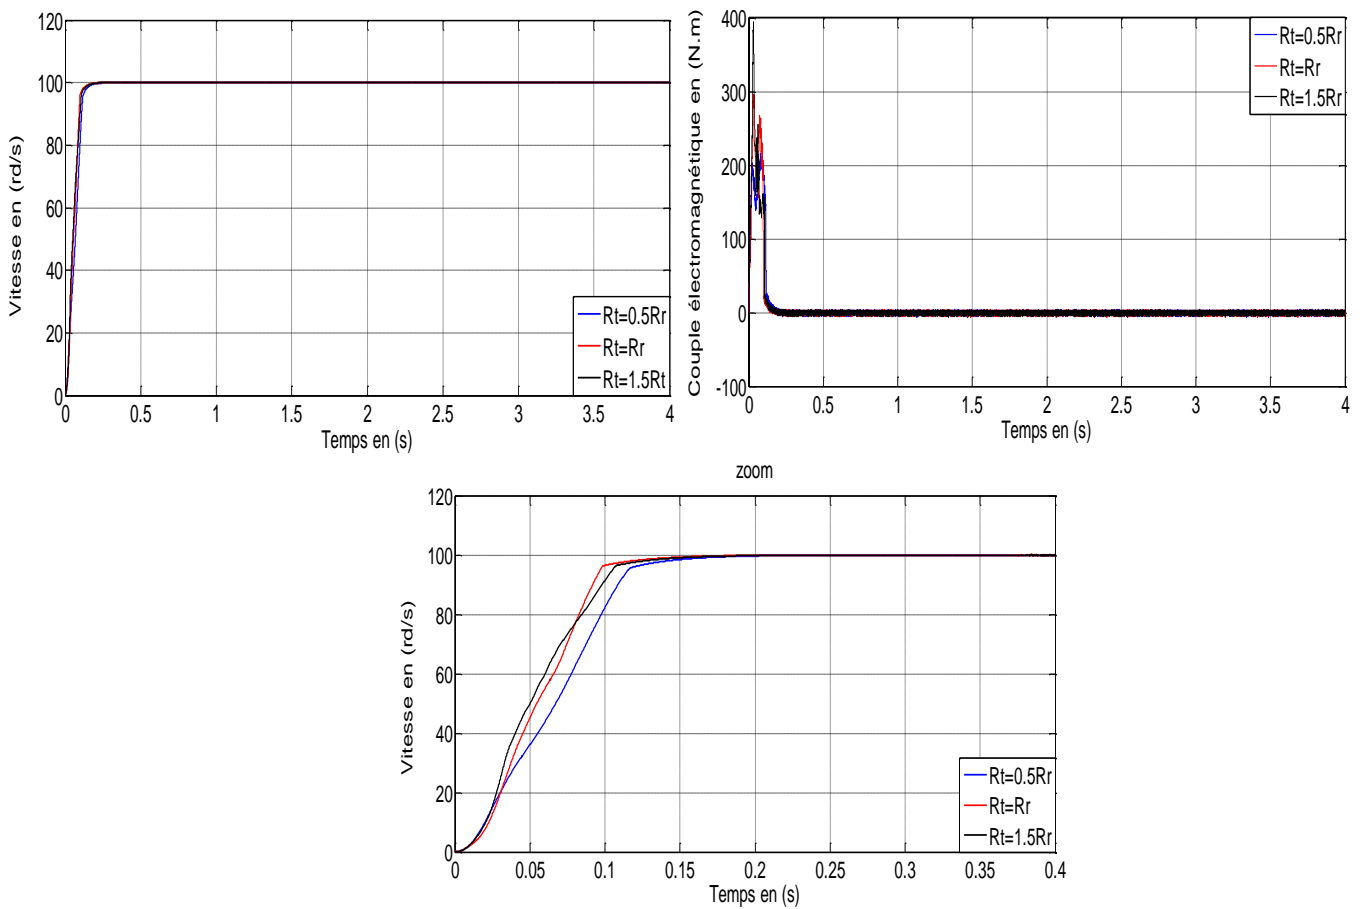 Vitesse en (rd/s)
120
100
80
60
40
20
0
0 0.5 1 1.5 2 2.5 3 3.5 4
Temps en (s)
Rt=0.5Rr
Rt=Rr
Rt=1.5Rt
Couple électromagnétique en (N.m)
400
300
200
100
0
-100
0 0.5 1 1.5 2 2.5 3 3.5 4
Temps en (s)
Rt=0.5Rr
Rt=Rr
Rt=1.5Rr
zoom
Vitesse en (rd/s)
120
100
80
60
40
20
0
0 0.05 0.1 0.15 0.2 0.25 0.3 0.35 0.4
Temps en (s)
Rt=0.5Rr
Rt=Rr
Rt=1.5Rr